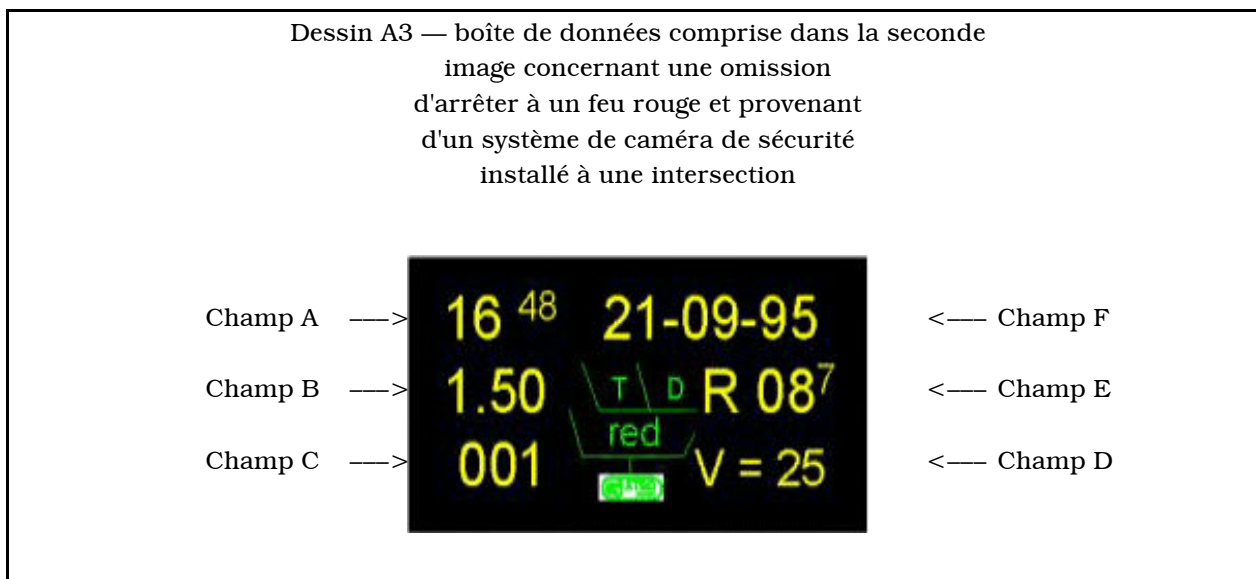 Dessin A3 — boîte de données comprise dans la seconde
image concernant une omission
d'arrêter à un feu rouge et provenant
d'un système de caméra de sécurité
installé à une intersection
Champ A ---> 16 48 21-09-95 <--- Champ F
Champ B ---> 1.50 T D R 087 <--- Champ E
red
Champ C ---> 001 V = 25 <--- Champ D